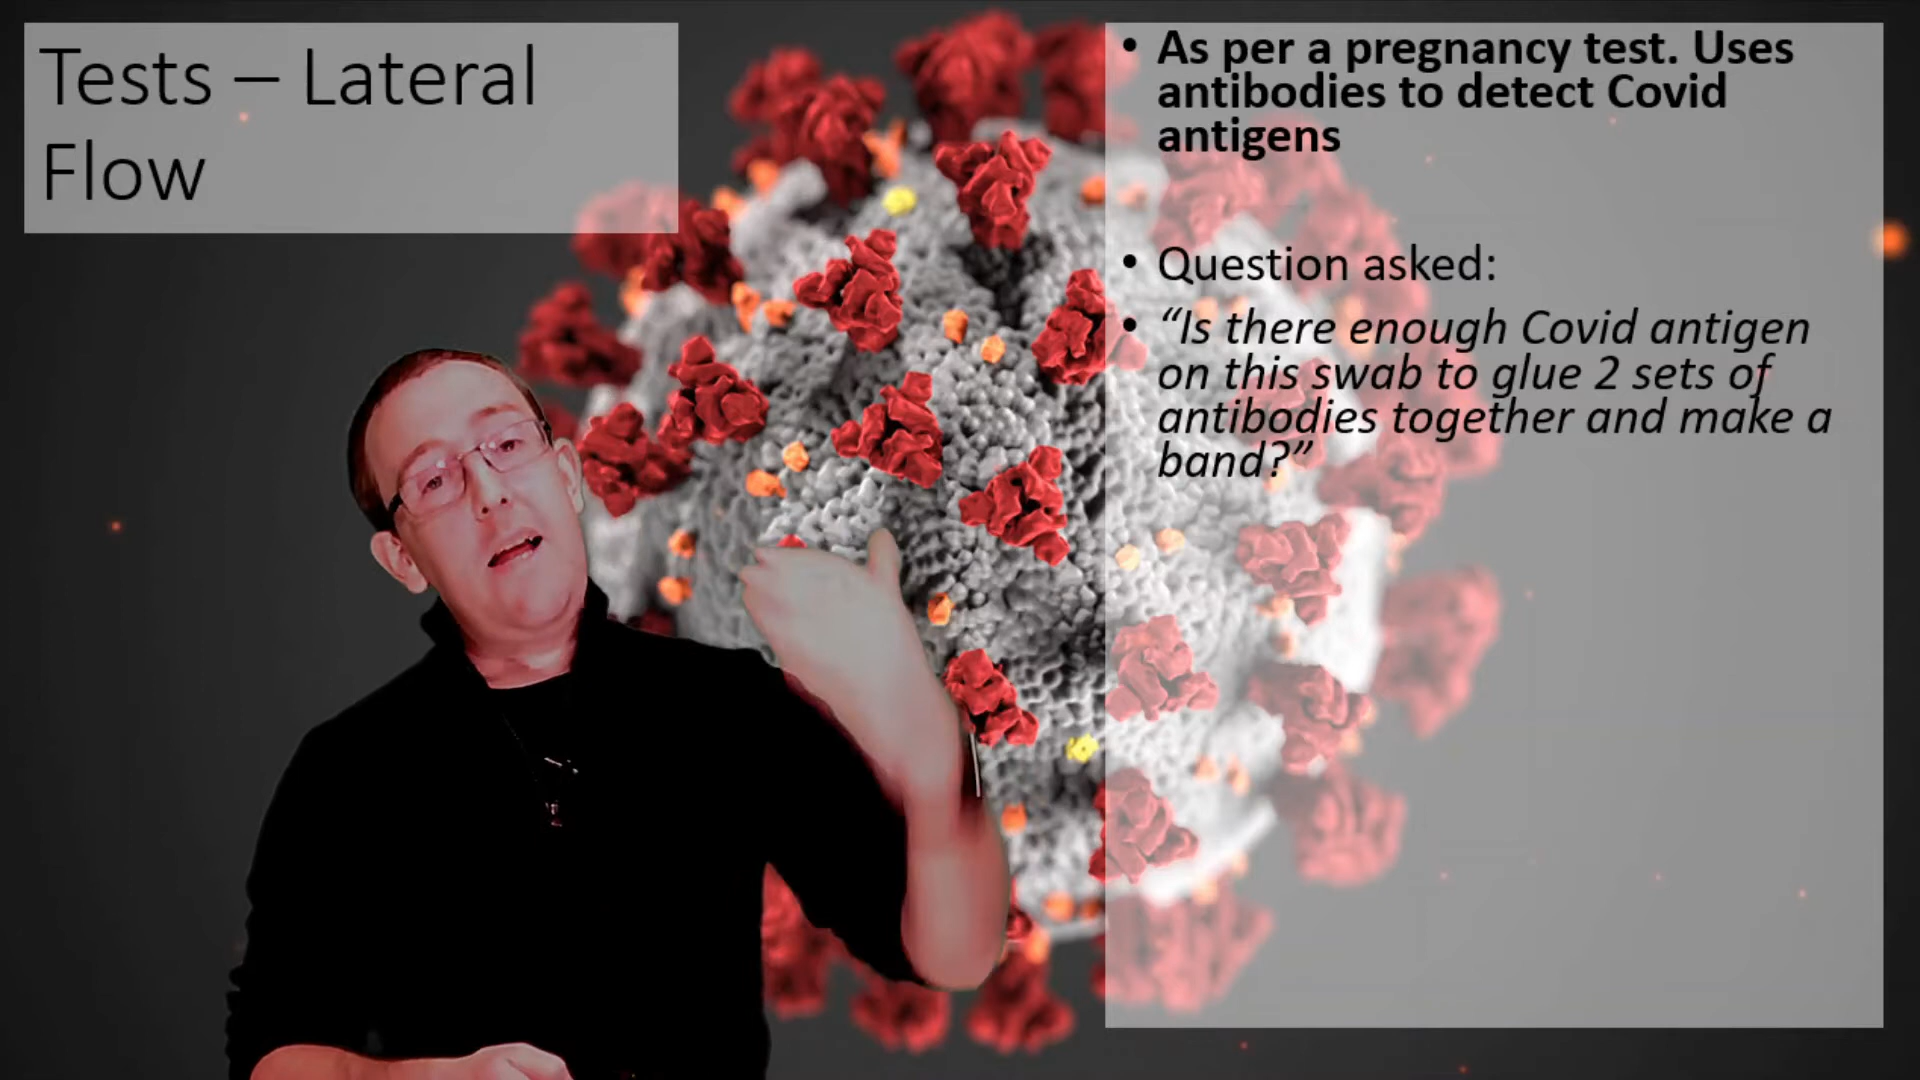 Tests – Lateral
Flow
• As per a pregnancy test. Uses
antibodies to detect Covid
antigens
• Question asked:
• “Is there enough Covid antigen
on this swab to glue 2 sets of
antibodies together and make a
band?”